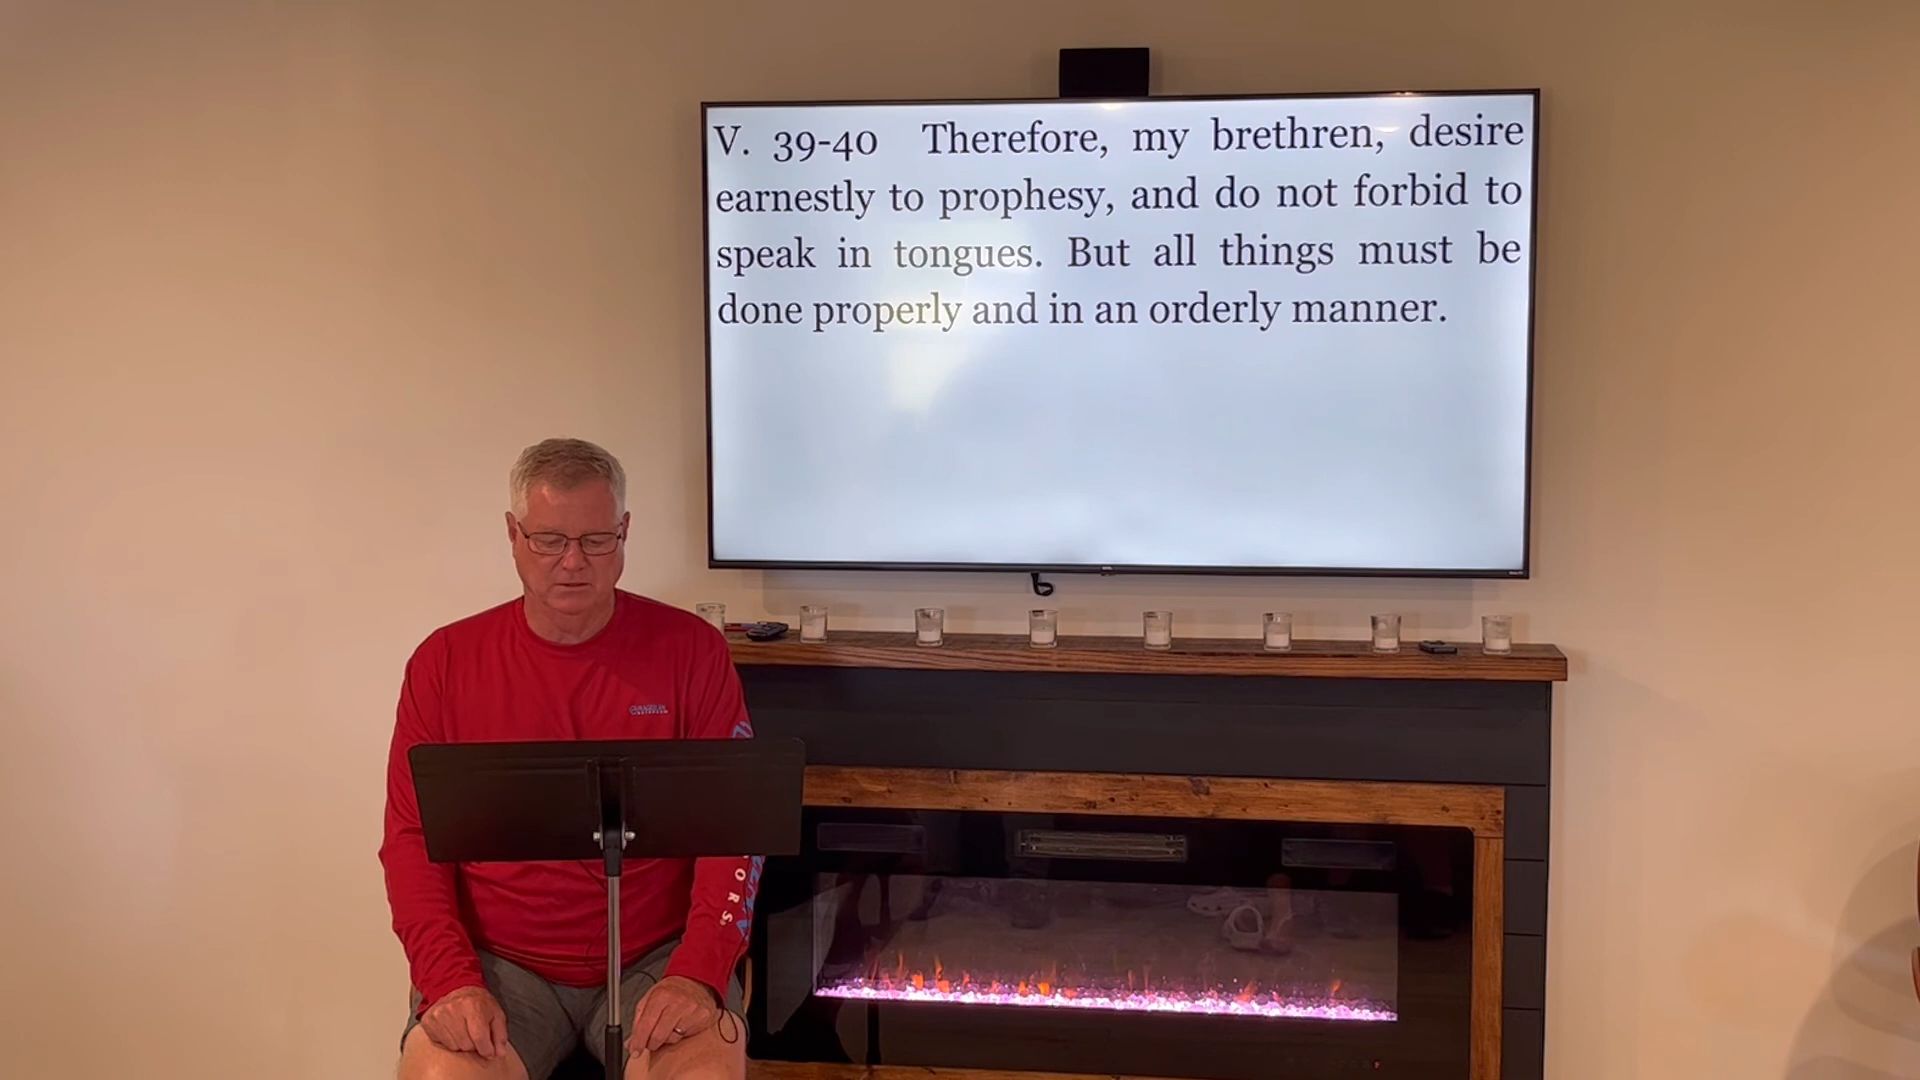 V. 39-40 Therefore, my brethren, desire
earnestly to prophesy, and do not forbid to
speak in tongues. But all things must be
done properly and in an orderly manner.
ORS